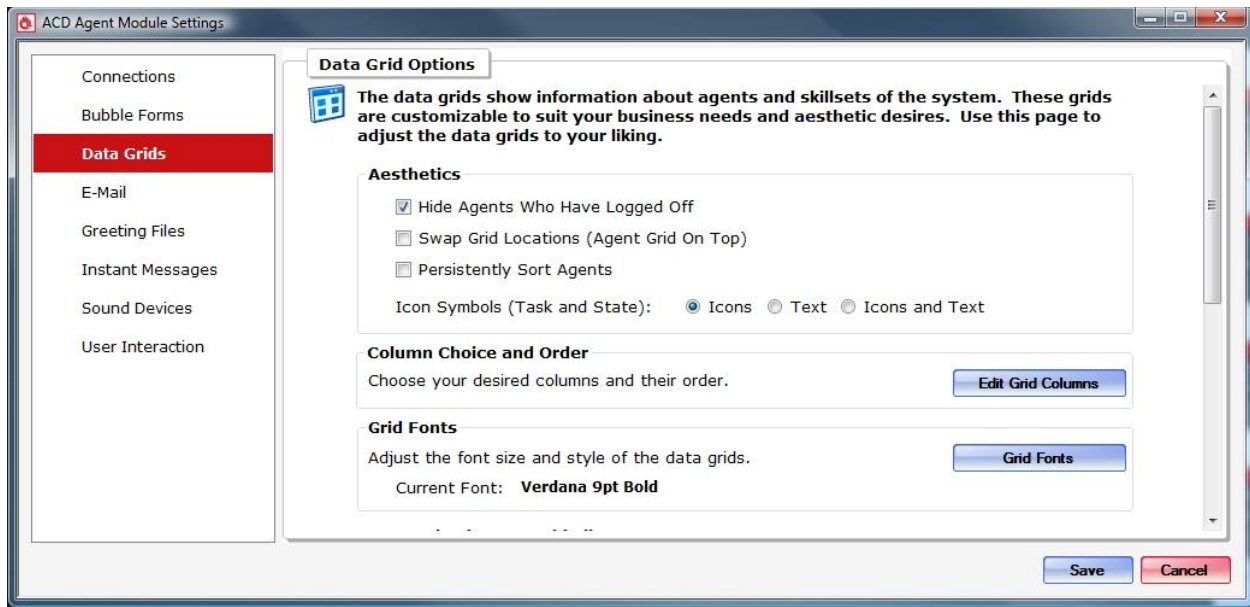 ACD Agent Module Settings
Connections
Bubble Forms
Data Grids
E-Mail
Greeting Files
Instant Messages
Sound Devices
User Interaction
Data Grid Options
The data grids show information about agents and skillsets of the system. These grids
are customizable to suit your business needs and aesthetic desires. Use this page to
adjust the data grids to your liking.
Aesthetics
Hide Agents Who Have Logged Off
Swap Grid Locations (Agent Grid On Top)
Persistently Sort Agents
Icon Symbols (Task and State): Icons Text Icons and Text
Column Choice and Order
Choose your desired columns and their order. Edit Grid Columns
Grid Fonts
Adjust the font size and style of the data grids. Grid Fonts
Current Font: Verdana 9pt Bold
Save Cancel